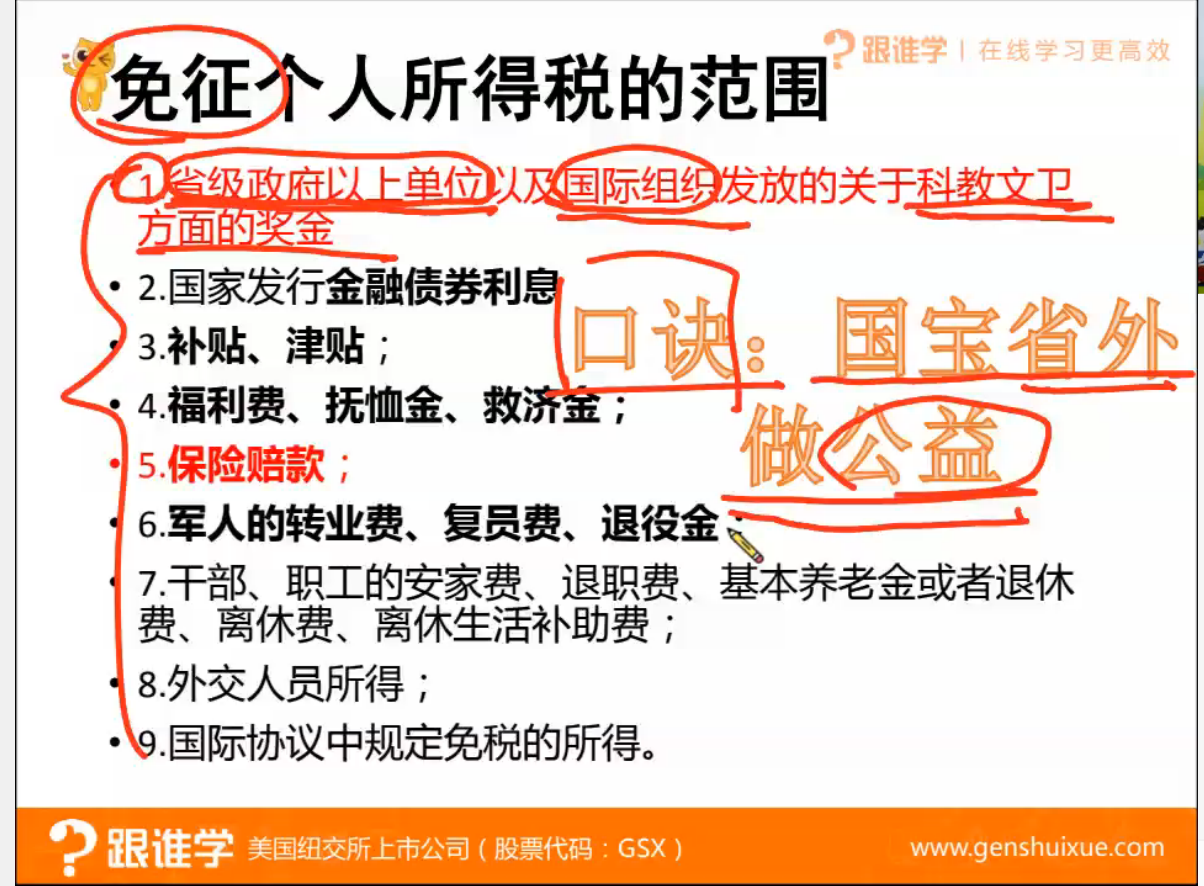 免征个人所得税的范围
跟谁学 | 在线学习更高效
• 1.省级政府以上单位以及国际组织发放的关于科教文卫
方面的奖金
• 2.国家发行金融债券利息
• 3.补贴、津贴；
• 4.福利费、抚恤金、救济金；
• 5.保险赔款；
• 6.军人的转业费、复员费、退役金；
• 7.干部、职工的安家费、退职费、基本养老金或者退休
费、离休费、离休生活补助费；
• 8.外交人员所得；
• 9.国际协议中规定免税的所得。
口诀：国宝省外
做公益
跟谁学 美国纽交所上市公司（股票代码：GSX）
www.genshuixue.com